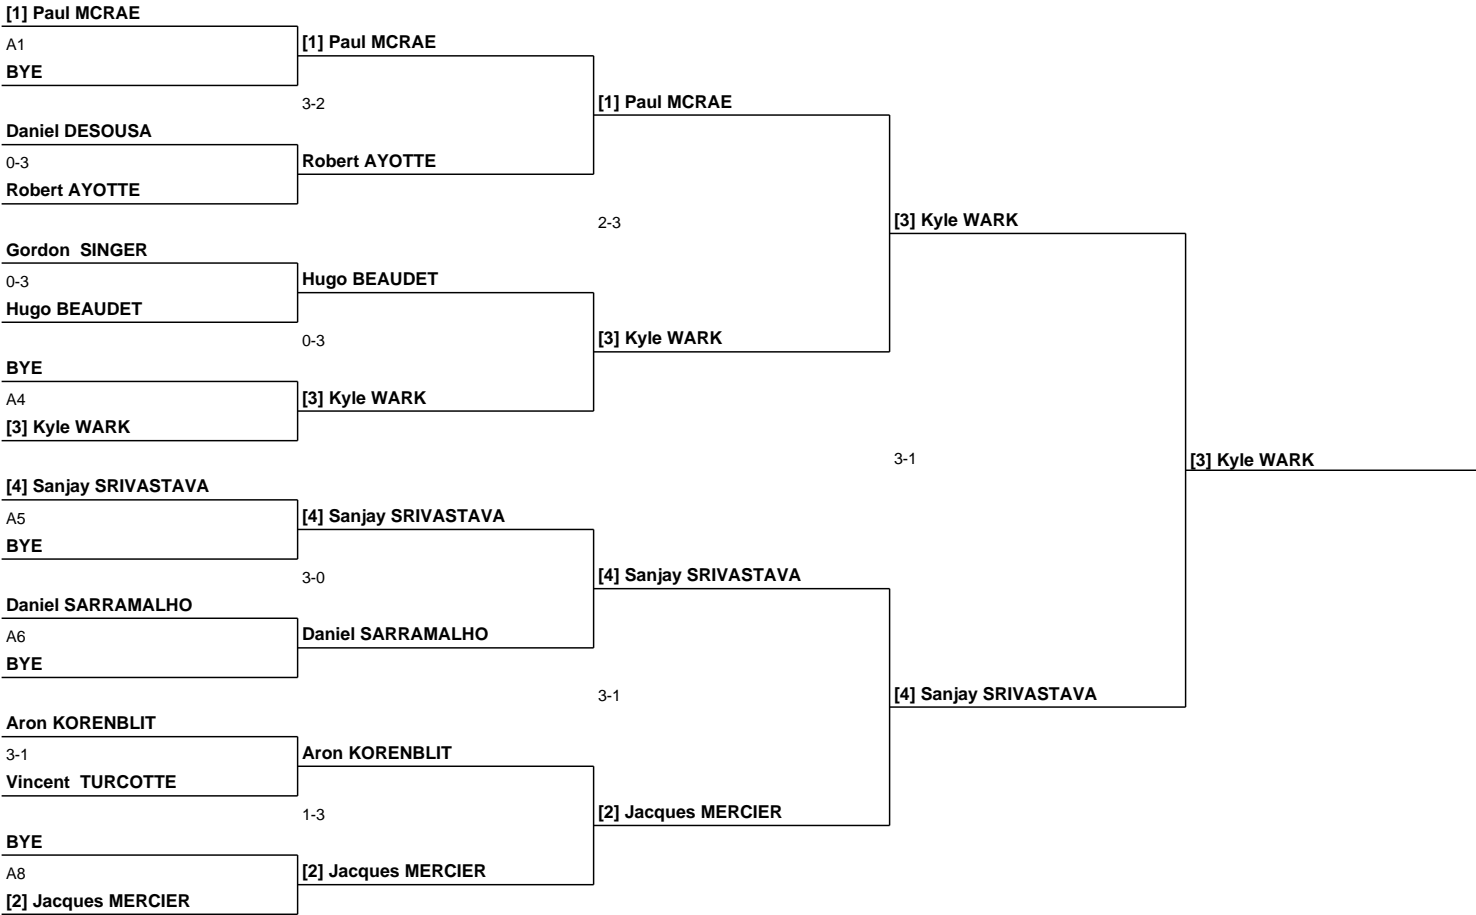 [1] Paul MCRAE
A1
BYE
Daniel DESOUSA
0-3
Robert AYOTTE
Gordon  SINGER
0-3
Hugo BEAUDET
BYE
A4
[3] Kyle WARK
[4] Sanjay SRIVASTAVA
A5
BYE
Daniel SARRAMALHO
A6
BYE
Aron KORENBLIT
3-1
Vincent  TURCOTTE
BYE
A8
[2] Jacques MERCIER
[1] Paul MCRAE
3-2
Robert AYOTTE
Hugo BEAUDET
0-3
[3] Kyle WARK
[4] Sanjay SRIVASTAVA
3-0
Daniel SARRAMALHO
Aron KORENBLIT
1-3
[2] Jacques MERCIER
[1] Paul MCRAE
2-3
[3] Kyle WARK
[4] Sanjay SRIVASTAVA
3-1
[2] Jacques MERCIER
[3] Kyle WARK
3-1
[4] Sanjay SRIVASTAVA
[3] Kyle WARK